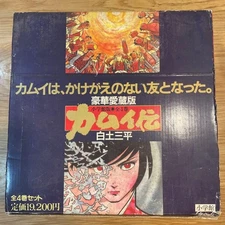 カムイは、かけがえのない友となった。
豪華愛蔵版
カムイ伝
白土三平
全4巻セット
定価19,200円
小学館